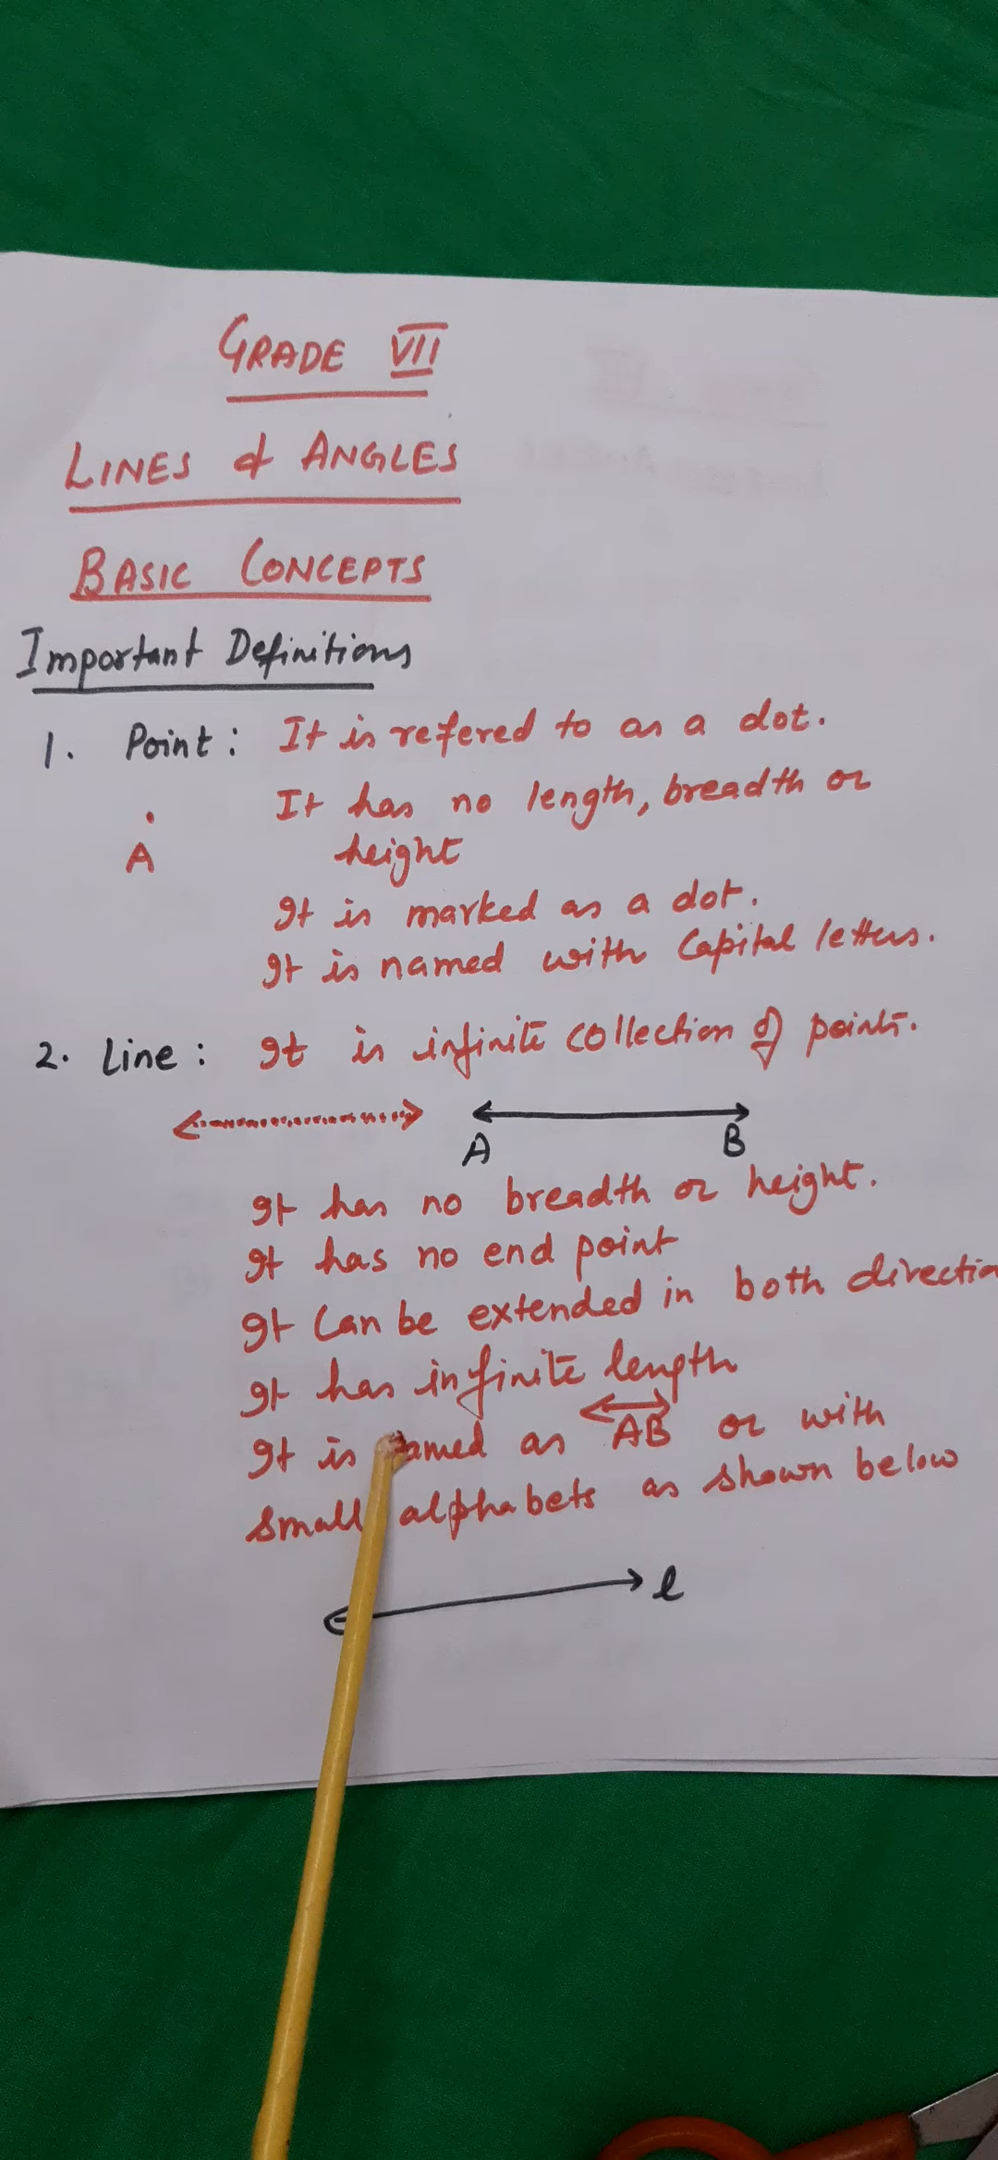 GRADE VII
LINES & ANGLES
BASIC CONCEPTS
Important Definitions
1. Point: It is refered to as a dot.
It has no length, breadth or
height
A
It is marked as a dot.
It is named with Capital letters.
2. Line: It is infinite collection of points.
A B
It has no breadth or height.
It has no end point
It Can be extended in both directio
It has infinite length
It is named as AB or with
small alphabets as shown below
l